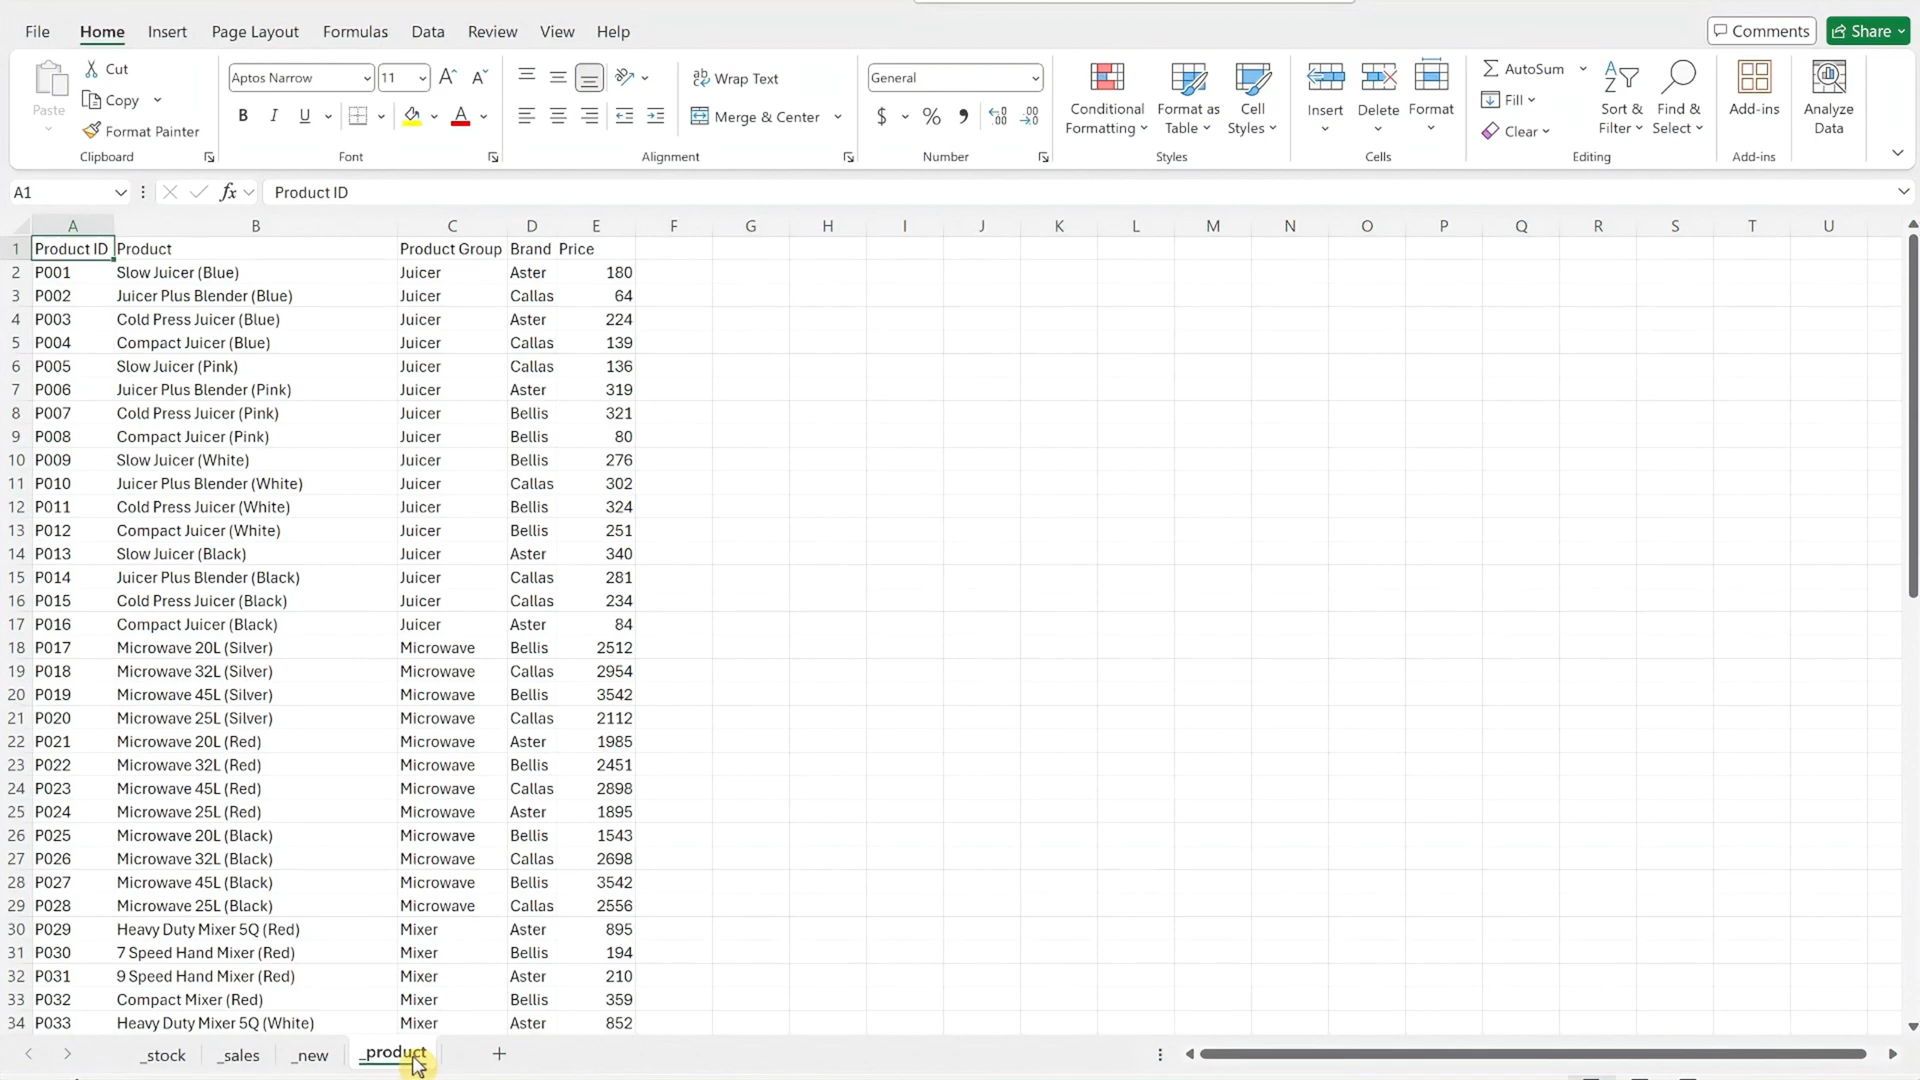 File Home Insert Page Layout Formulas Data Review View Help Comments Share
Paste Cut Copy Format Painter Clipboard
Aptos Narrow 11 B I U Font
ab Wrap Text Merge & Center Alignment
General $ % , Number
Conditional Formatting Format as Table Cell Styles Styles
Insert Delete Format Cells
AutoSum Fill Clear Sort & Filter Find & Select Editing
Add-ins Add-ins
Analyze Data
A1 fx Product ID
A B C D E F G H I J K L M N O P Q R S T U
1 Product ID Product Product Group Brand Price
2 P001 Slow Juicer (Blue) Juicer Aster 180
3 P002 Juicer Plus Blender (Blue) Juicer Callas 64
4 P003 Cold Press Juicer (Blue) Juicer Aster 224
5 P004 Compact Juicer (Blue) Juicer Callas 139
6 P005 Slow Juicer (Pink) Juicer Callas 136
7 P006 Juicer Plus Blender (Pink) Juicer Aster 319
8 P007 Cold Press Juicer (Pink) Juicer Bellis 321
9 P008 Compact Juicer (Pink) Juicer Bellis 80
10 P009 Slow Juicer (White) Juicer Bellis 276
11 P010 Juicer Plus Blender (White) Juicer Callas 302
12 P011 Cold Press Juicer (White) Juicer Bellis 324
13 P012 Compact Juicer (White) Juicer Bellis 251
14 P013 Slow Juicer (Black) Juicer Aster 340
15 P014 Juicer Plus Blender (Black) Juicer Callas 281
16 P015 Cold Press Juicer (Black) Juicer Callas 234
17 P016 Compact Juicer (Black) Juicer Aster 84
18 P017 Microwave 20L (Silver) Microwave Bellis 2512
19 P018 Microwave 32L (Silver) Microwave Callas 2954
20 P019 Microwave 45L (Silver) Microwave Bellis 3542
21 P020 Microwave 25L (Silver) Microwave Callas 2112
22 P021 Microwave 20L (Red) Microwave Aster 1985
23 P022 Microwave 32L (Red) Microwave Bellis 2451
24 P023 Microwave 45L (Red) Microwave Callas 2898
25 P024 Microwave 25L (Red) Microwave Aster 1895
26 P025 Microwave 20L (Black) Microwave Bellis 1543
27 P026 Microwave 32L (Black) Microwave Callas 2698
28 P027 Microwave 45L (Black) Microwave Bellis 3542
29 P028 Microwave 25L (Black) Microwave Callas 2556
30 P029 Heavy Duty Mixer 5Q (Red) Mixer Aster 895
31 P030 7 Speed Hand Mixer (Red) Mixer Bellis 194
32 P031 9 Speed Hand Mixer (Red) Mixer Aster 210
33 P032 Compact Mixer (Red) Mixer Bellis 359
34 P033 Heavy Duty Mixer 5Q (White) Mixer Aster 852
_stock _sales _new _product